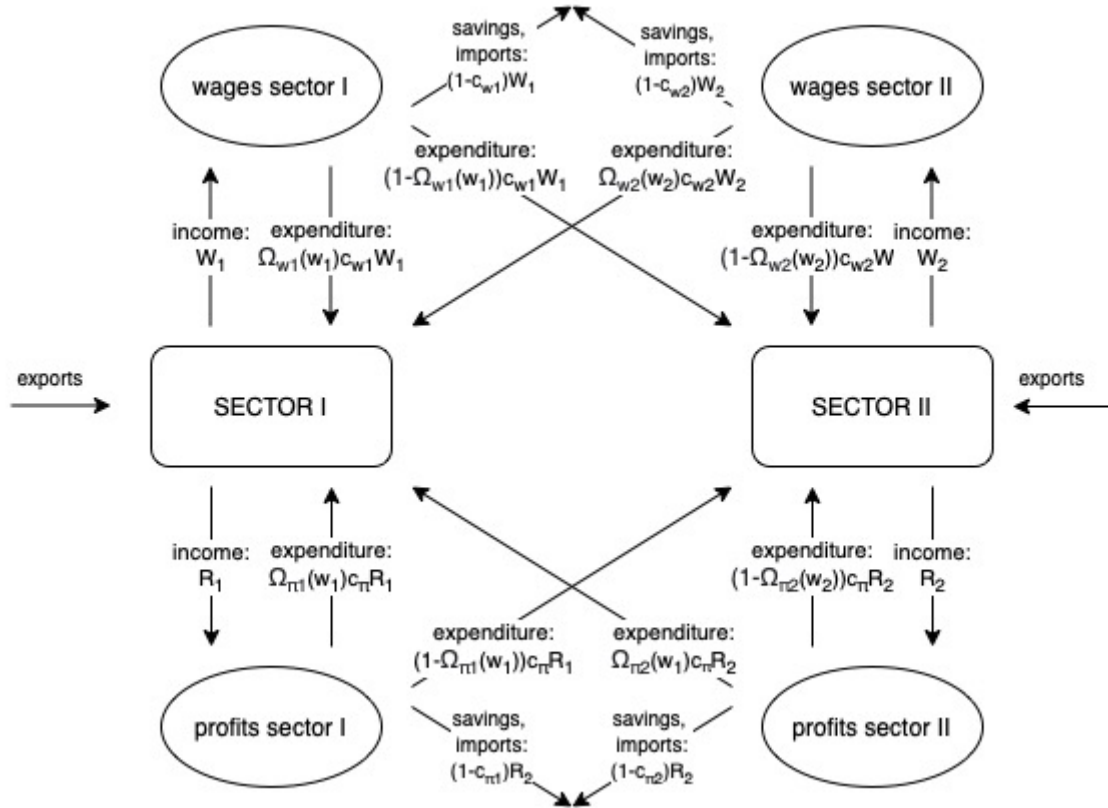 savings,
imports:
(1-c_w1)W_1
savings,
imports:
(1-c_w2)W_2
wages sector I
wages sector II
expenditure:
(1-Ω_w1(w_1))c_w1W_1
expenditure:
Ω_w2(w_2)c_w2W_2
income:
W_1
expenditure:
Ω_w1(w_1)c_w1W_1
expenditure:
(1-Ω_w2(w_2))c_w2W
income:
W_2
exports
SECTOR I
SECTOR II
exports
income:
R_1
expenditure:
Ω_π1(w_1)c_πR_1
expenditure:
(1-Ω_π2(w_2))c_πR_2
income:
R_2
expenditure:
(1-Ω_π1(w_1))c_πR_1
expenditure:
Ω_π2(w_1)c_πR_2
profits sector I
profits sector II
savings,
imports:
(1-c_π1)R_2
savings,
imports:
(1-c_π2)R_2